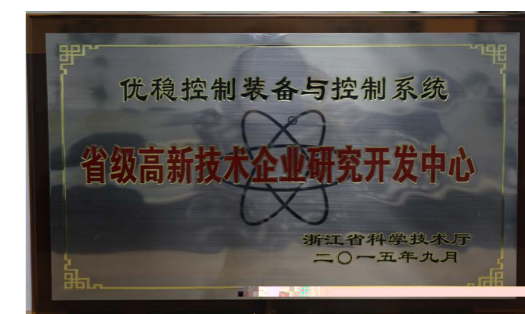 优稳控制装备与控制系统
省级高新技术企业研究开发中心
浙江省科学技术厅
二〇一五年九月